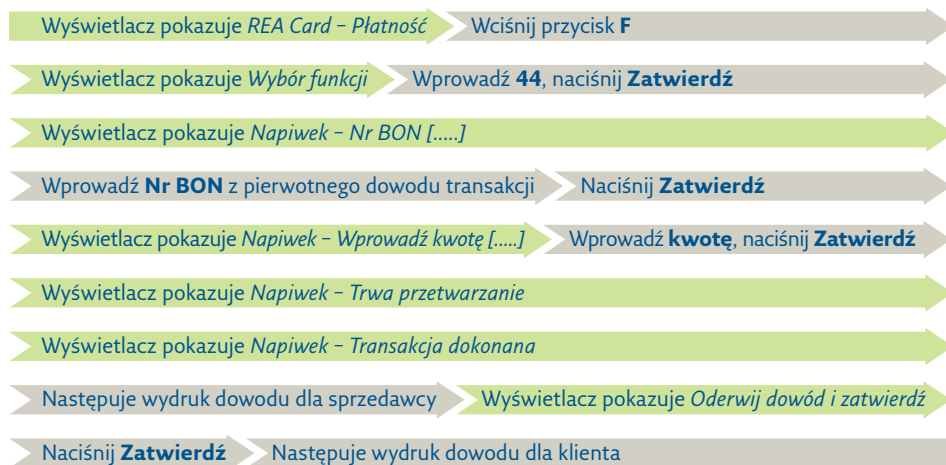 Wyświetlacz pokazuje REA Card – Płatność Wciśnij przycisk F
Wyświetlacz pokazuje Wybór funkcji Wprowadź 44, naciśnij Zatwierdź
Wyświetlacz pokazuje Napiwek – Nr BON [.....]
Wprowadź Nr BON z pierwotnego dowodu transakcji Naciśnij Zatwierdź
Wyświetlacz pokazuje Napiwek – Wprowadź kwotę [.....] Wprowadź kwotę, naciśnij Zatwierdź
Wyświetlacz pokazuje Napiwek – Trwa przetwarzanie
Wyświetlacz pokazuje Napiwek – Transakcja dokonana
Następuje wydruk dowodu dla sprzedawcy Wyświetlacz pokazuje Oderwij dowód i zatwierdź
Naciśnij Zatwierdź Następuje wydruk dowodu dla klienta